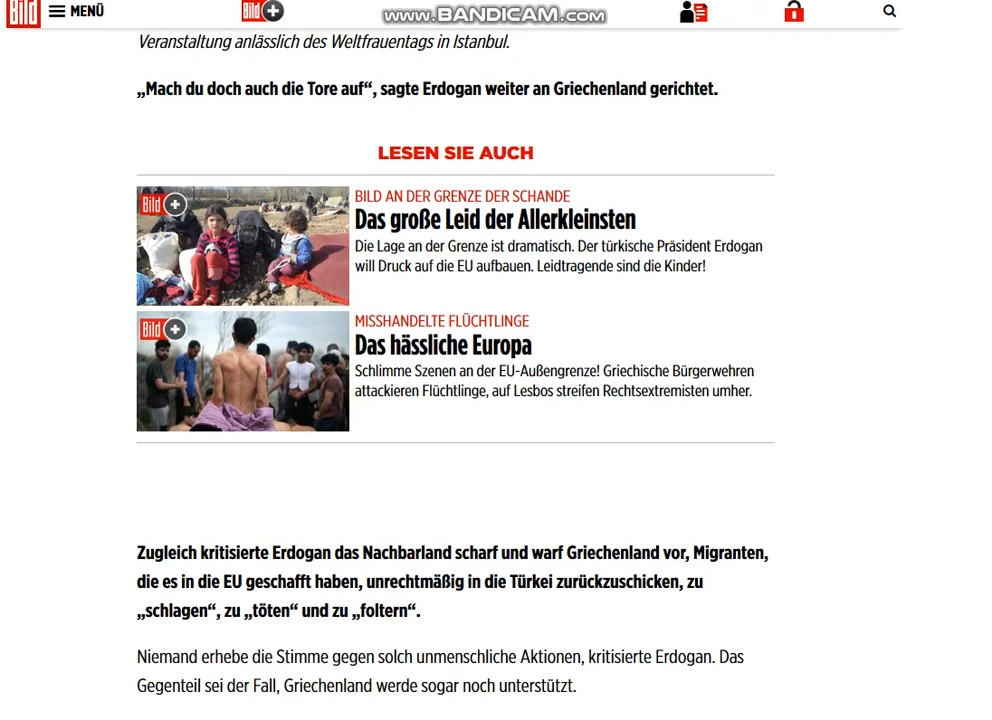 Bild
MENÜ
Bild +
www.BANDICAM.com
Veranstaltung anlässlich des Weltfrauentags in Istanbul.
„Mach du doch auch die Tore auf“, sagte Erdogan weiter an Griechenland gerichtet.
LESEN SIE AUCH
Bild +
BILD AN DER GRENZE DER SCHANDE
Das große Leid der Allerkleinsten
Die Lage an der Grenze ist dramatisch. Der türkische Präsident Erdogan
will Druck auf die EU aufbauen. Leidtragende sind die Kinder!
Bild +
MISSHANDELTE FLÜCHTLINGE
Das hässliche Europa
Schlimme Szenen an der EU-Außengrenze! Griechische Bürgerwehren
attackieren Flüchtlinge, auf Lesbos streifen Rechtsextremisten umher.
Zugleich kritisierte Erdogan das Nachbarland scharf und warf Griechenland vor, Migranten,
die es in die EU geschafft haben, unrechtmäßig in die Türkei zurückzuschicken, zu
„schlagen“, zu „töten“ und zu „foltern“.
Niemand erhebe die Stimme gegen solch unmenschliche Aktionen, kritisierte Erdogan. Das
Gegenteil sei der Fall, Griechenland werde sogar noch unterstützt.